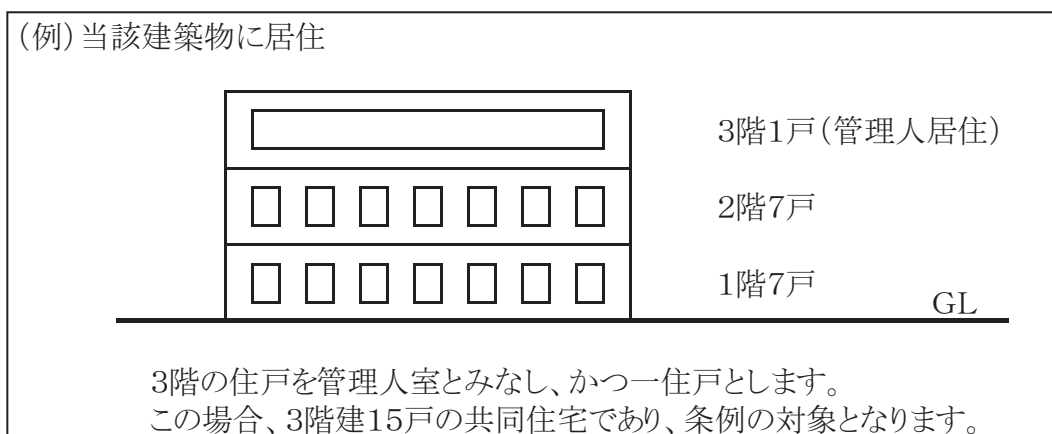 （例）当該建築物に居住
3階1戸（管理人居住）
2階7戸
1階7戸
GL
3階の住戸を管理人室とみなし、かつ一住戸とします。
この場合、3階建15戸の共同住宅であり、条例の対象となります。